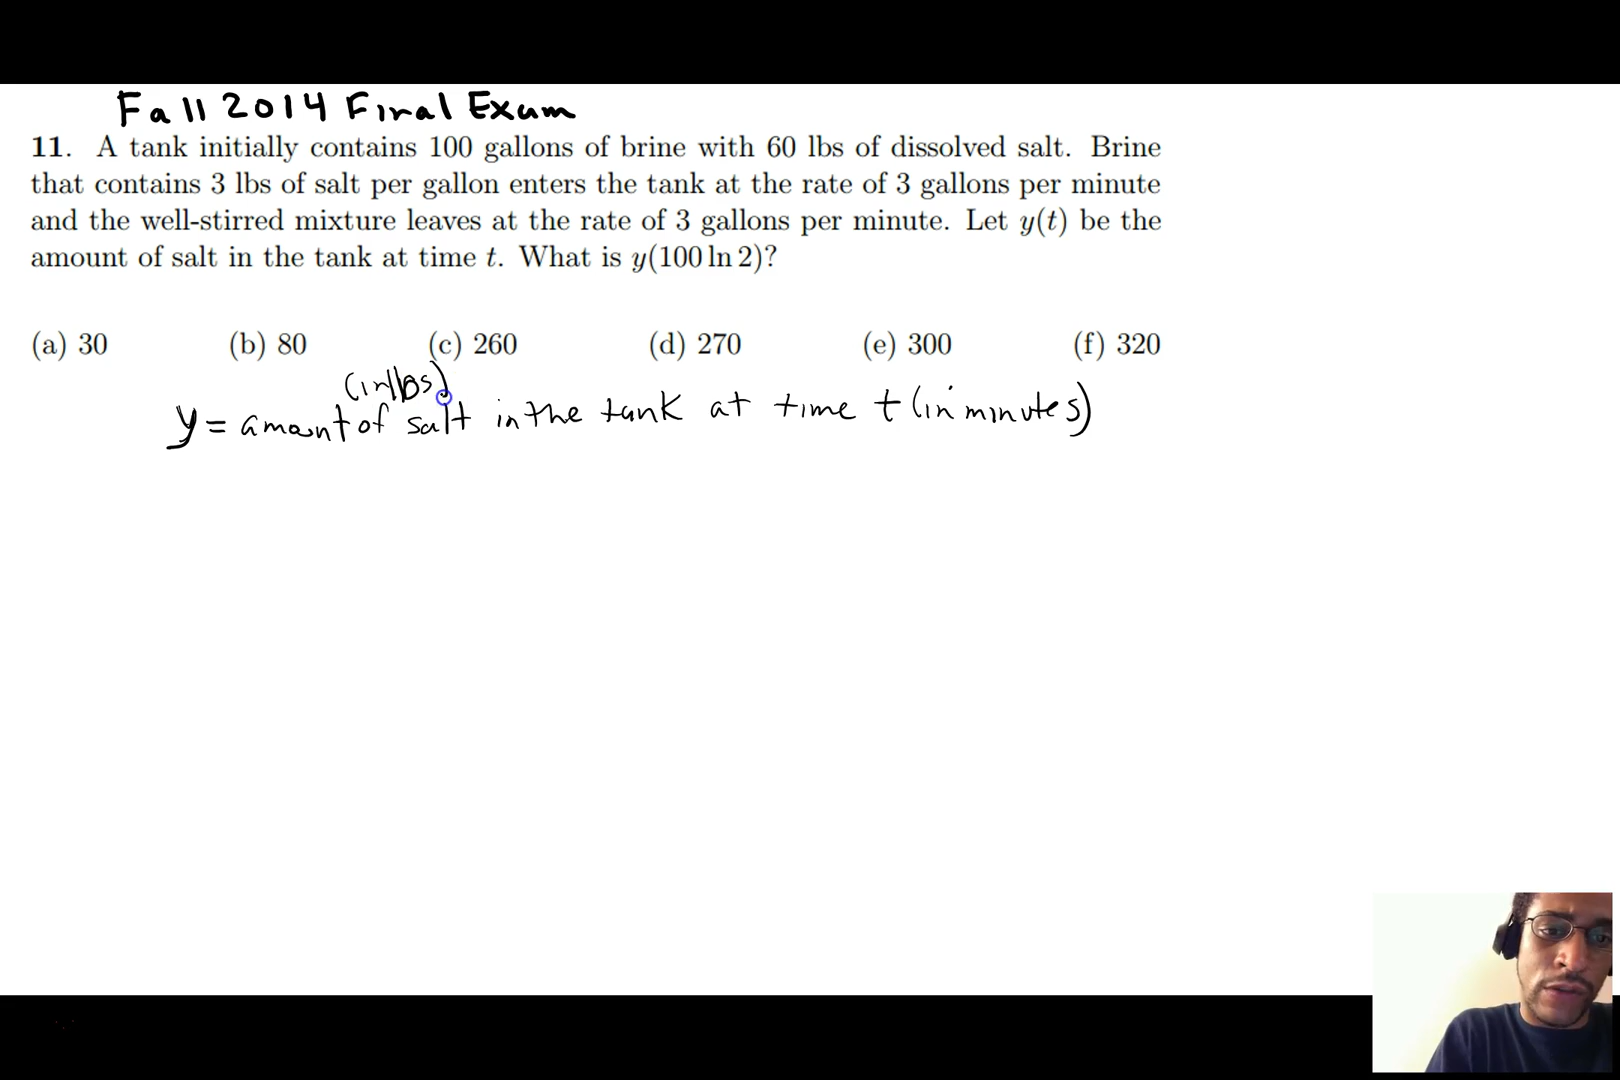 Fall 2014 Final Exam
11. A tank initially contains 100 gallons of brine with 60 lbs of dissolved salt. Brine
that contains 3 lbs of salt per gallon enters the tank at the rate of 3 gallons per minute
and the well-stirred mixture leaves at the rate of 3 gallons per minute. Let y(t) be the
amount of salt in the tank at time t. What is y(100 ln 2)?
(a) 30 (b) 80 (c) 260 (d) 270 (e) 300 (f) 320
(in lbs)
y = amount of salt in the tank at time t (in minutes)